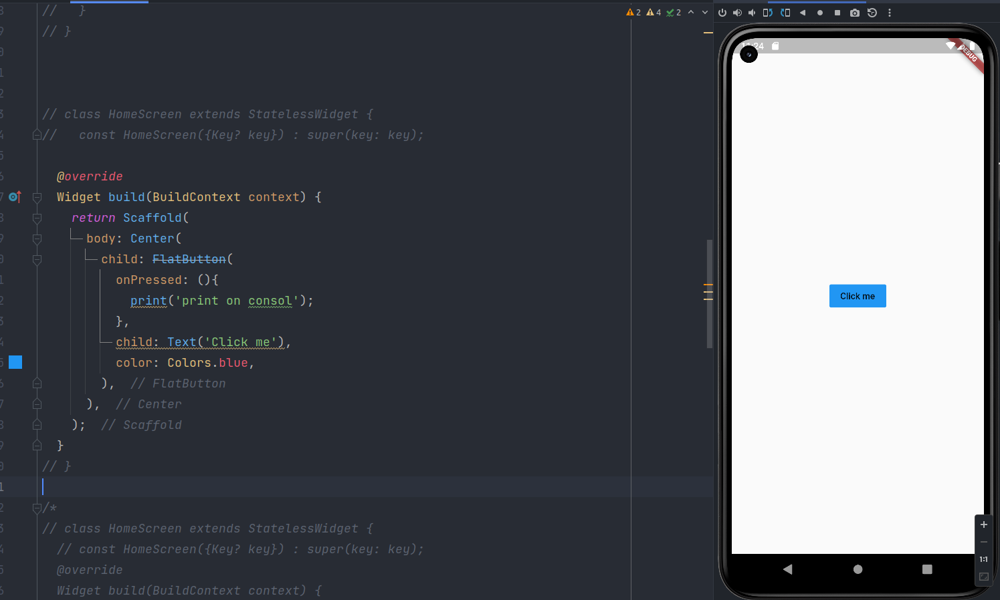 //   }
// }
2 4 2
// class HomeScreen extends StatelessWidget {
//   const HomeScreen({Key? key}) : super(key: key);
@override
Widget build(BuildContext context) {
return Scaffold(
body: Center(
child: FlatButton(
onPressed: (){
print('print on consol');
},
child: Text('Click me'),
color: Colors.blue,
),  // FlatButton
),  // Center
);  // Scaffold
}
// }
/*
// class HomeScreen extends StatelessWidget {
// const HomeScreen({Key? key}) : super(key: key);
@override
Widget build(BuildContext context) {
DEBUG
Click me
1:1